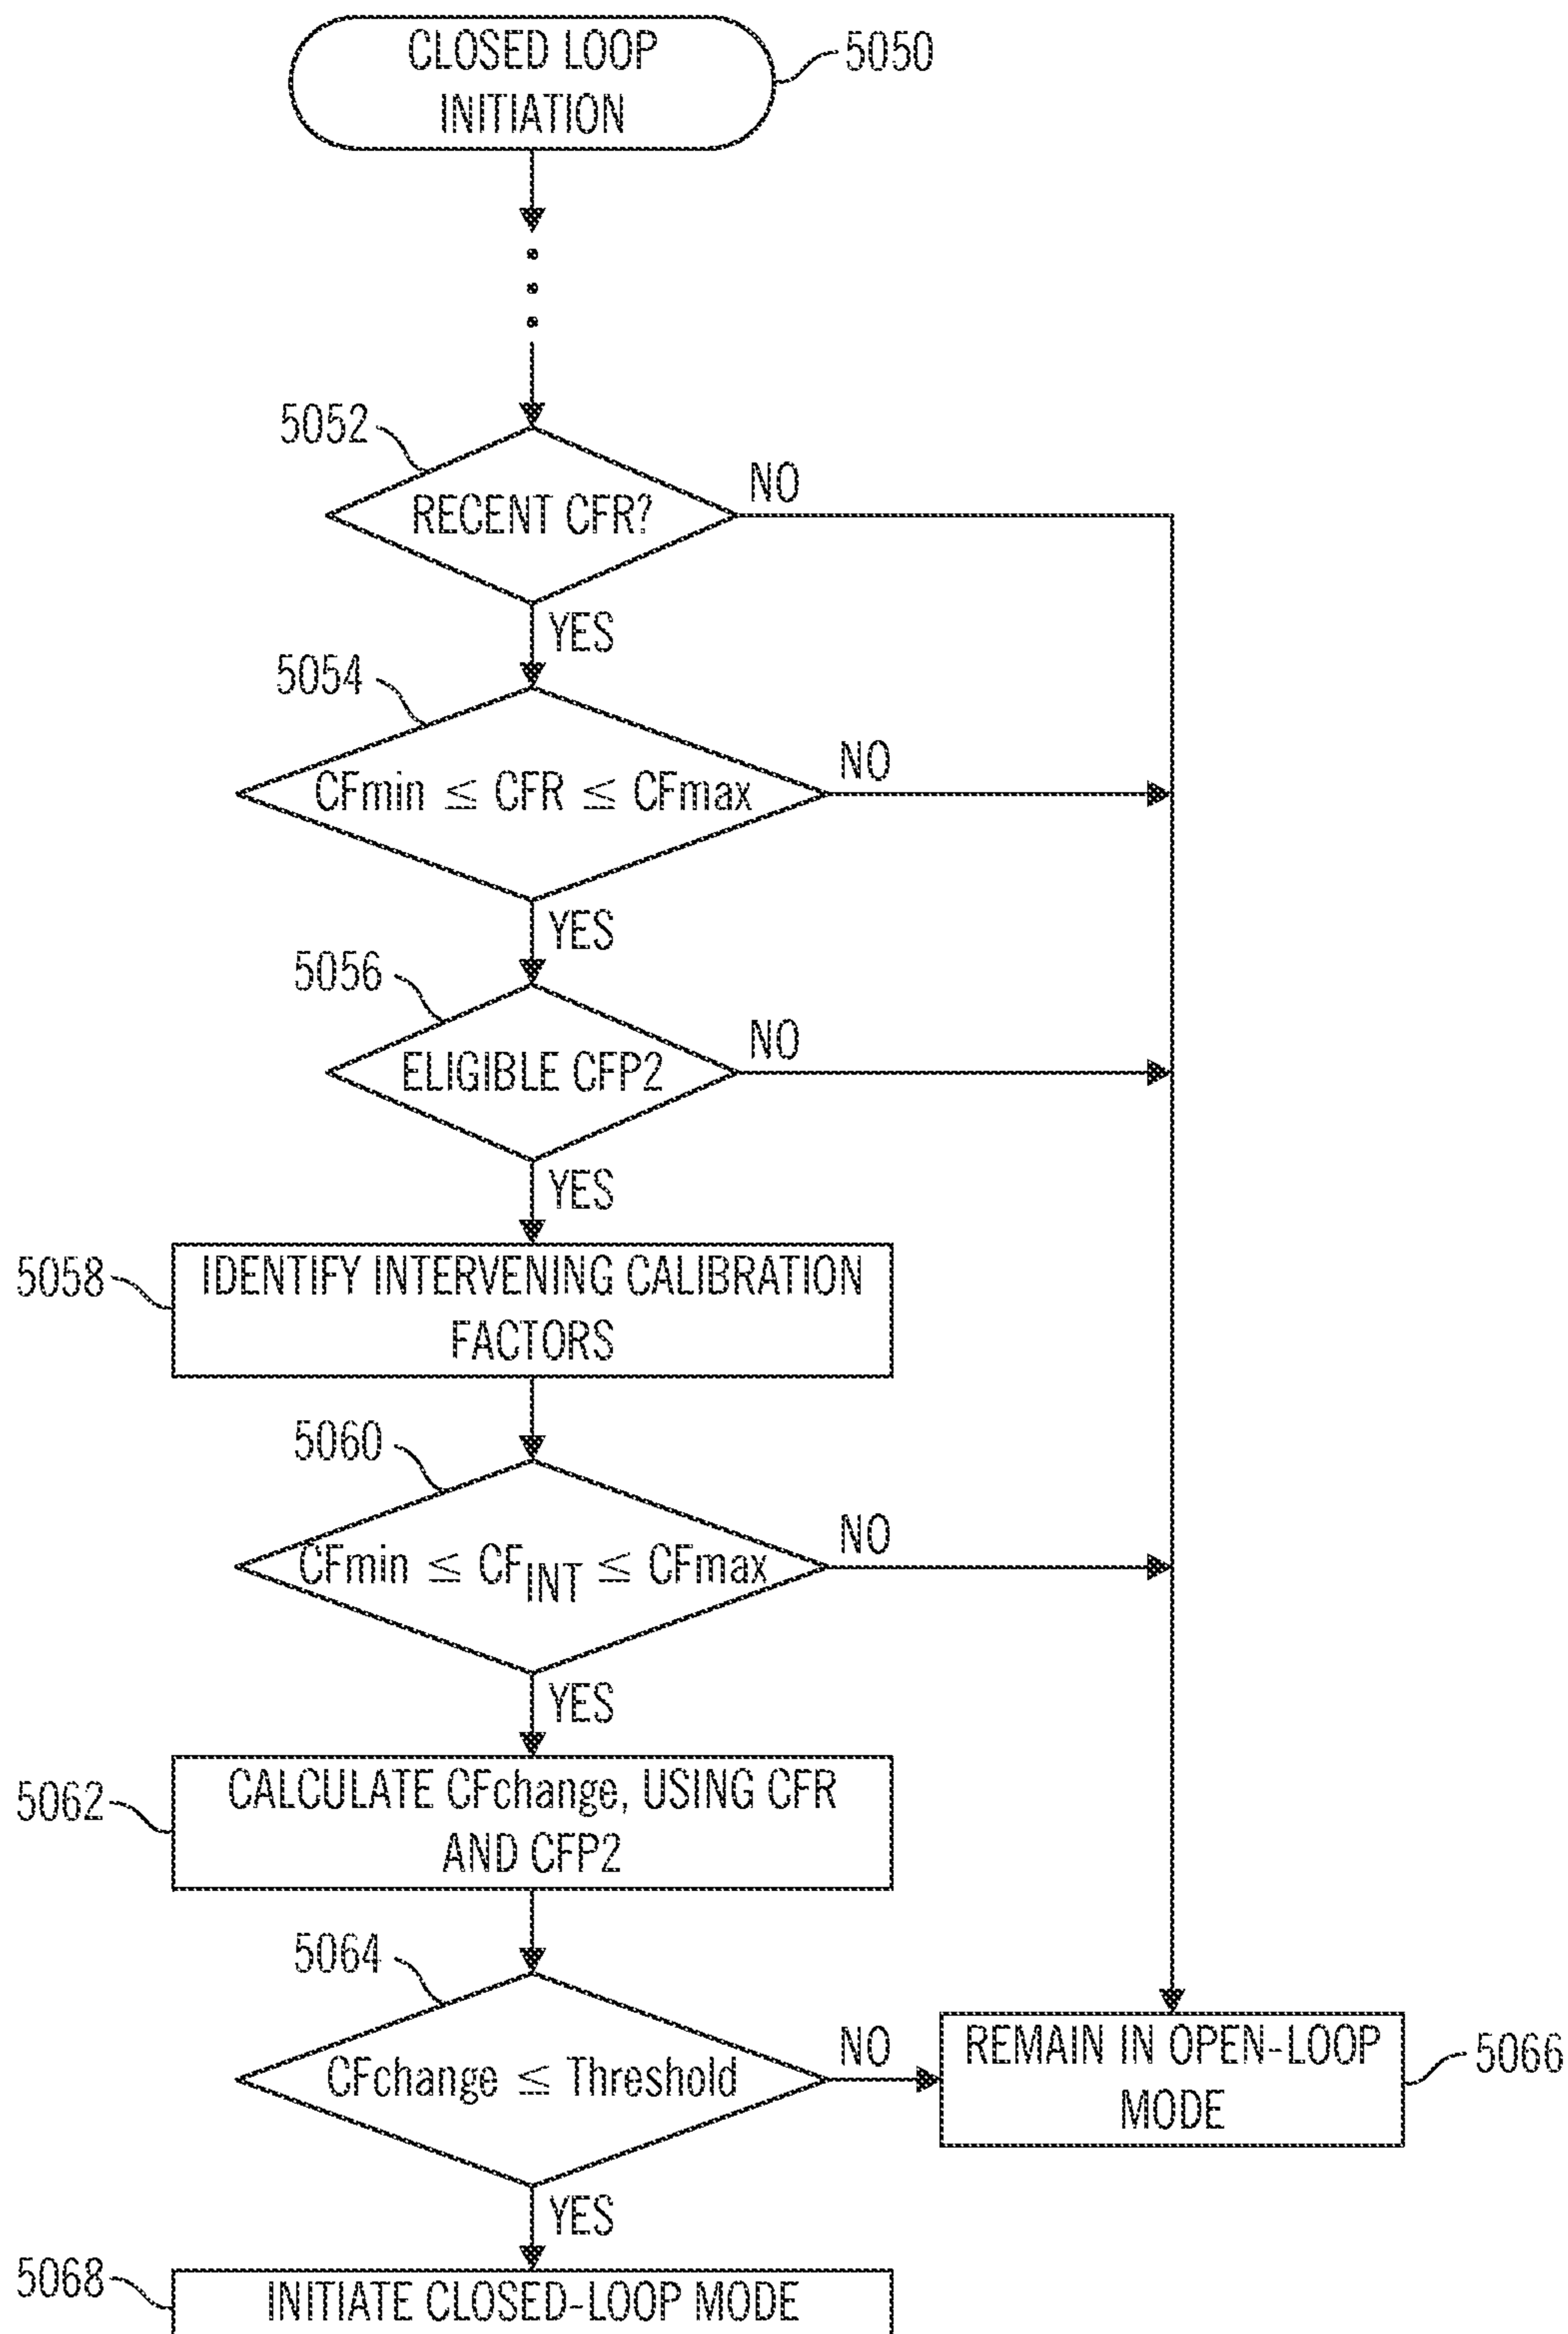 CLOSED LOOP
INITIATION
5050
5052
RECENT CFR?
NO
YES
5054
CFmin ≦ CFR ≦ CFmax
NO
YES
5056
ELIGIBLE CFP2
NO
YES
5058
IDENTIFY INTERVENING CALIBRATION
FACTORS
5060
CFmin ≦ CF_INT ≦ CFmax
NO
YES
5062
CALCULATE CFchange, USING CFR
AND CFP2
5064
CFchange ≦ Threshold
NO
REMAIN IN OPEN-LOOP
MODE
5066
YES
5068
INITIATE CLOSED-LOOP MODE